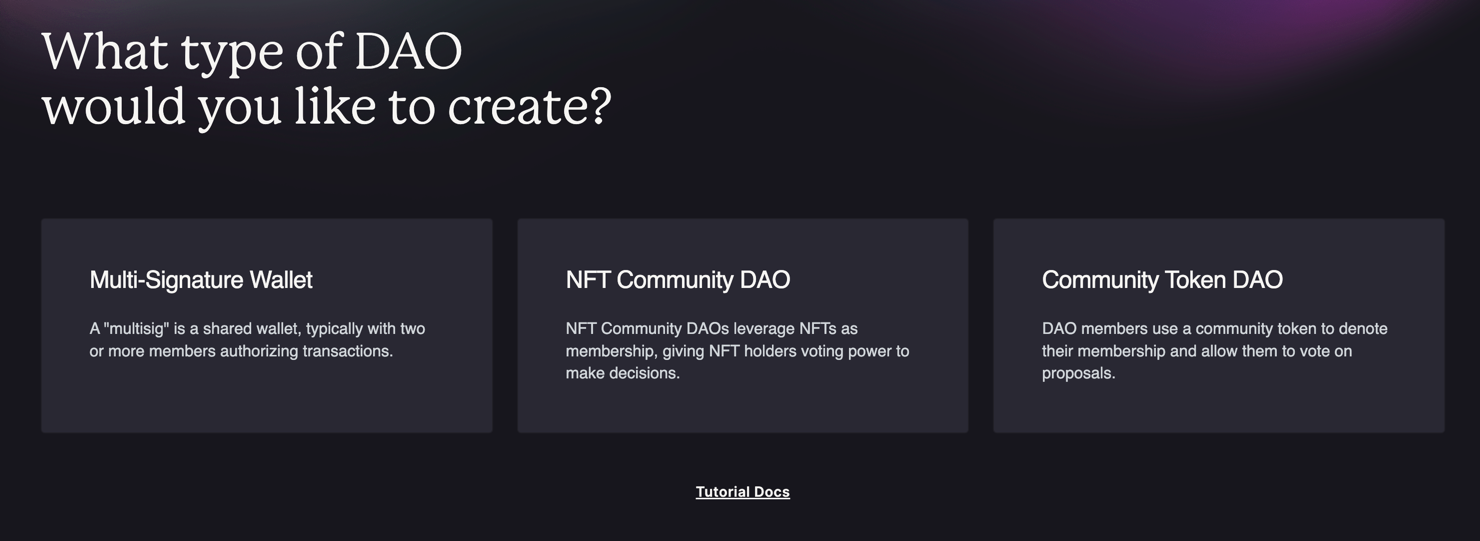 What type of DAO
would you like to create?
Multi-Signature Wallet
A "multisig" is a shared wallet, typically with two
or more members authorizing transactions.
NFT Community DAO
NFT Community DAOs leverage NFTs as
membership, giving NFT holders voting power to
make decisions.
Community Token DAO
DAO members use a community token to denote
their membership and allow them to vote on
proposals.
Tutorial Docs